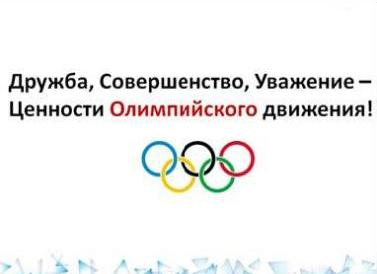 Дружба, Совершенство, Уважение –
Ценности Олимпийского движения!